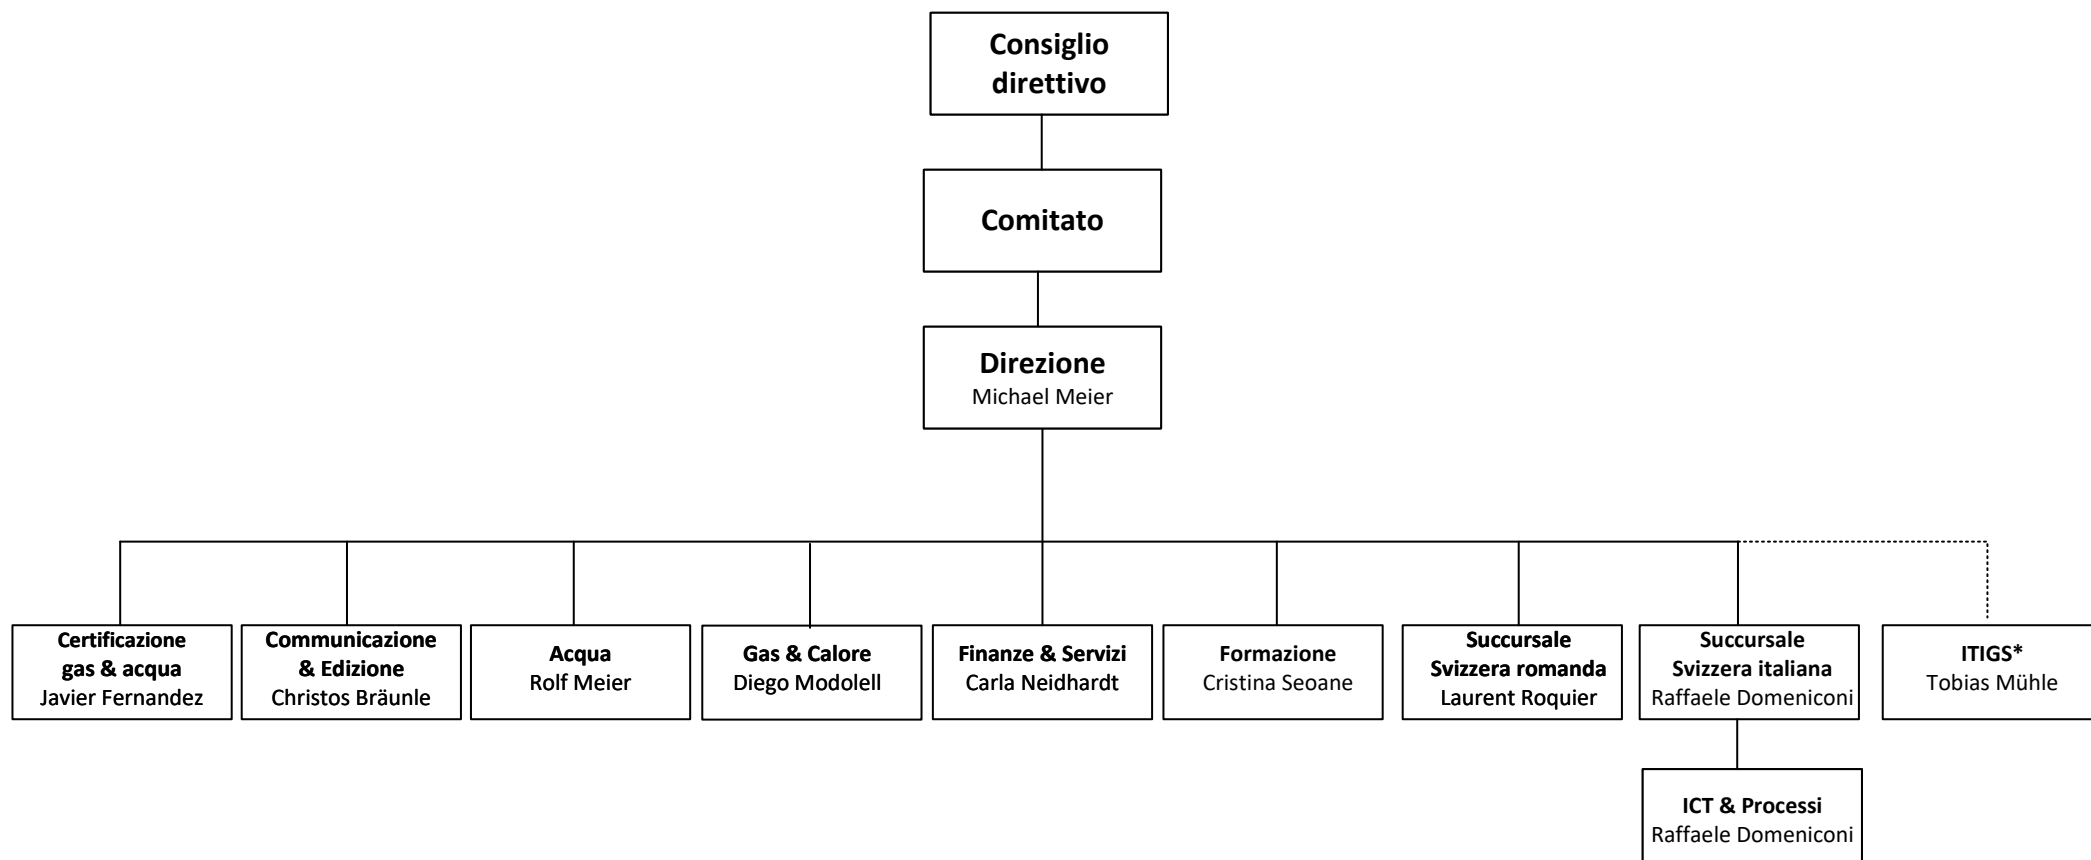 Consiglio
direttivo
Comitato
Direzione
Michael Meier
Certificazione
gas & acqua
Javier Fernandez
Communicazione
& Edizione
Christos Bräunle
Acqua
Rolf Meier
Gas & Calore
Diego Modolell
Finanze & Servizi
Carla Neidhardt
Formazione
Cristina Seoane
Succursale
Svizzera romanda
Laurent Roquier
Succursale
Svizzera italiana
Raffaele Domeniconi
ITIGS*
Tobias Mühle
ICT & Processi
Raffaele Domeniconi